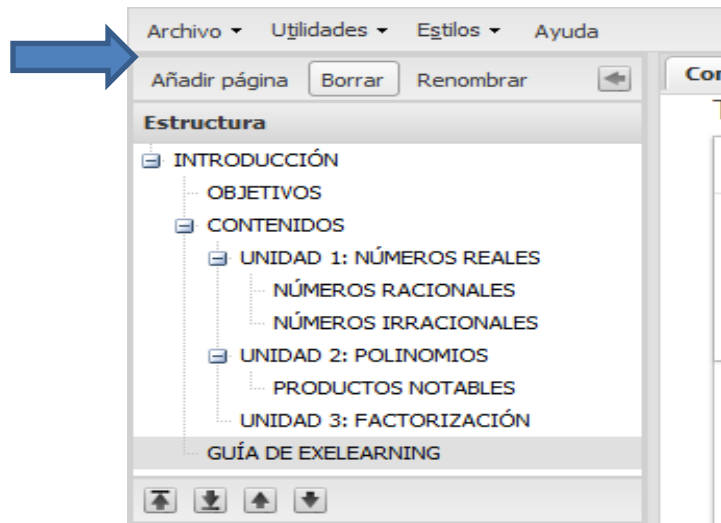 Archivo Utilidades Estilos Ayuda
Añadir página Borrar Renombrar
Estructura
INTRODUCCIÓN
OBJETIVOS
CONTENIDOS
UNIDAD 1: NÚMEROS REALES
NÚMEROS RACIONALES
NÚMEROS IRRACIONALES
UNIDAD 2: POLINOMIOS
PRODUCTOS NOTABLES
UNIDAD 3: FACTORIZACIÓN
GUÍA DE EXELEARNING